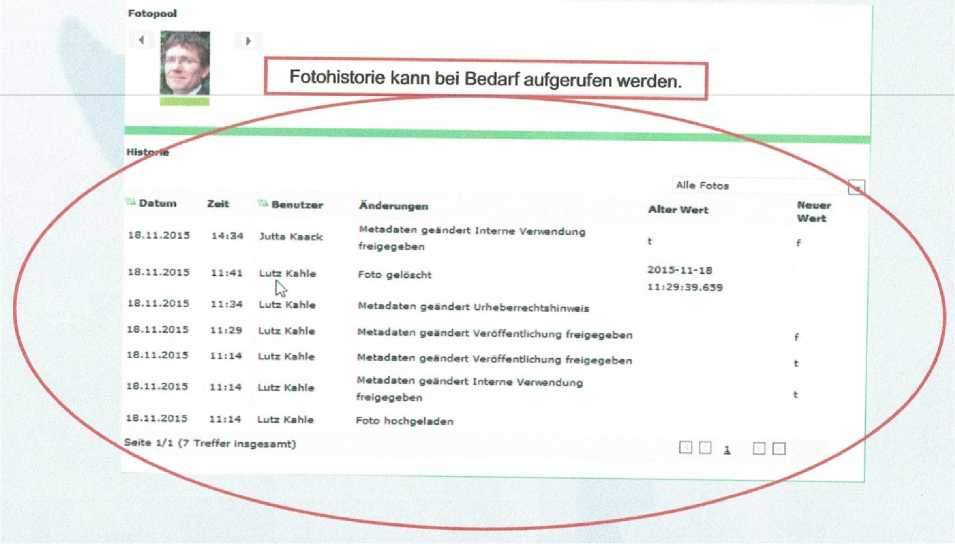 Fotopool
Fotohistorie kann bei Bedarf aufgerufen werden.
Historie
Alle Fotos
Datum Zeit Benutzer Änderungen Alter Wert Neuer Wert
18.11.2015 14:34 Jutta Kaack Metadaten geändert Interne Verwendung freigegeben t f
18.11.2015 11:41 Lutz Kahle Foto gelöscht 2015-11-18 11:29:39.659
18.11.2015 11:34 Lutz Kahle Metadaten geändert Urheberrechtshinweis
18.11.2015 11:29 Lutz Kahle Metadaten geändert Veröffentlichung freigegeben f
18.11.2015 11:14 Lutz Kahle Metadaten geändert Veröffentlichung freigegeben t
18.11.2015 11:14 Lutz Kahle Metadaten geändert Interne Verwendung freigegeben t
18.11.2015 11:14 Lutz Kahle Foto hochgeladen
Seite 1/1 (7 Treffer insgesamt) 1